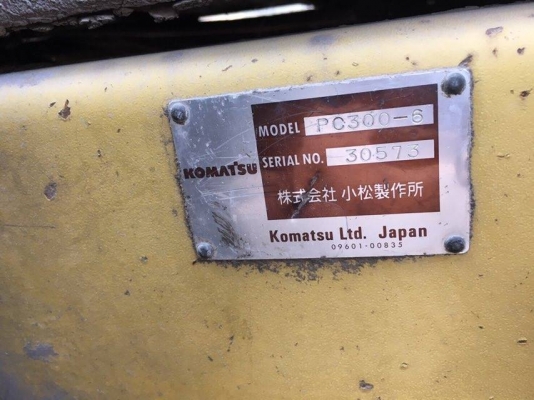 MODEL PC300-6
KOMATSU
SERIAL NO. 30573
株式会社 小松製作所
Komatsu Ltd. Japan
09601-00835